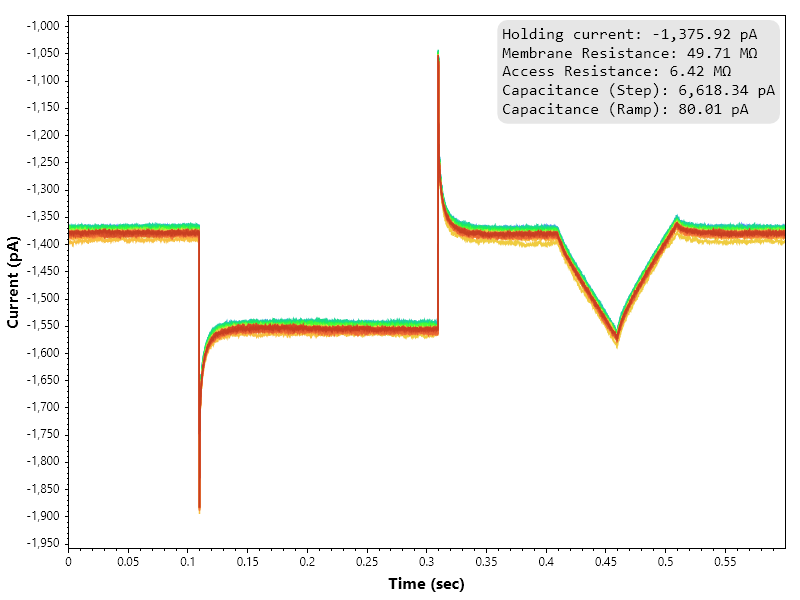 -1,000
-1,050
-1,100
-1,150
-1,200
-1,250
-1,300
-1,350
-1,400
-1,450
-1,500
-1,550
-1,600
-1,650
-1,700
-1,750
-1,800
-1,850
-1,900
-1,950
Current (pA)
Holding current: -1,375.92 pA
Membrane Resistance: 49.71 MΩ
Access Resistance: 6.42 MΩ
Capacitance (Step): 6,618.34 pA
Capacitance (Ramp): 80.01 pA
0 0.05 0.1 0.15 0.2 0.25 0.3 0.35 0.4 0.45 0.5 0.55
Time (sec)